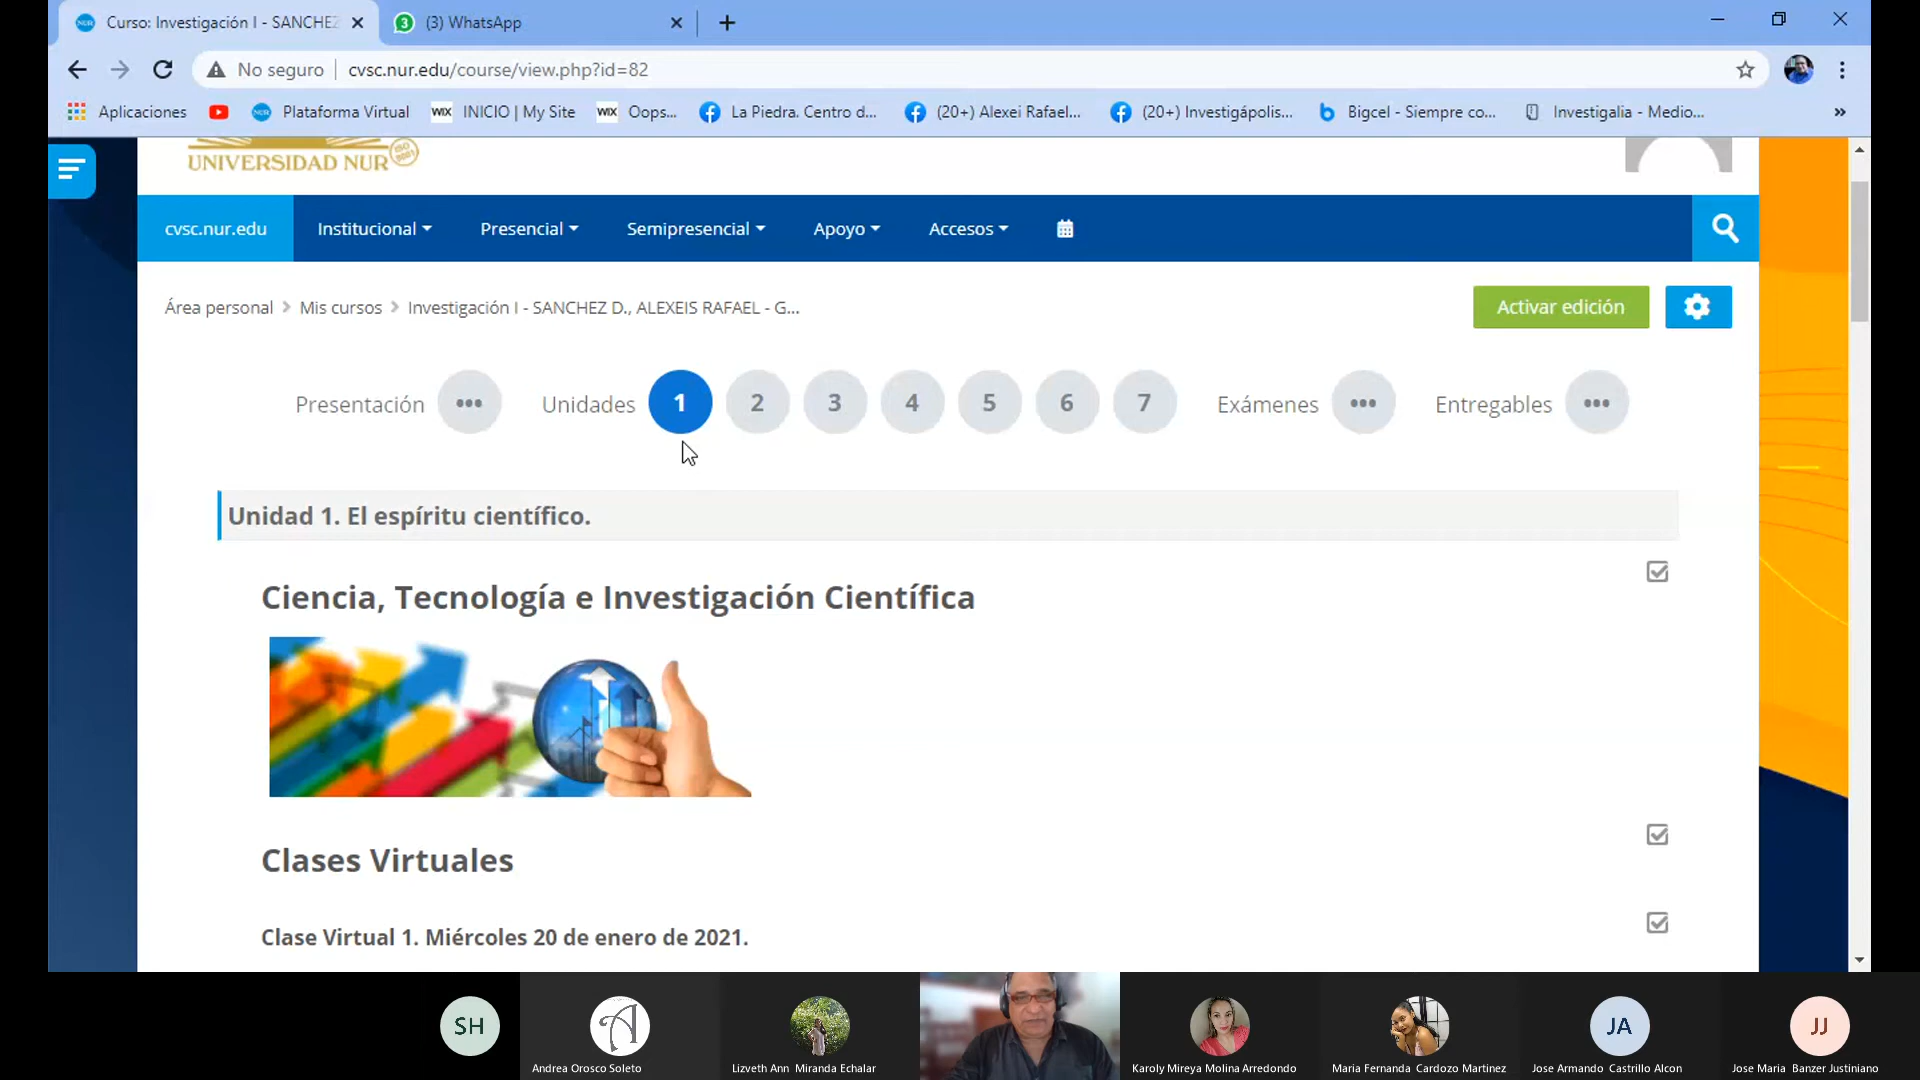 Curso: Investigación I - SANCHEZ
(3) WhatsApp
No seguro
cvsc.nur.edu/course/view.php?id=82
Aplicaciones
Plataforma Virtual
WIX INICIO | My Site
WIX Oops...
La Piedra. Centro d...
(20+) Alexei Rafael...
(20+) Investigápolis...
Bigcel - Siempre co...
Investigalia - Medio...
»
UNIVERSIDAD NUR
cvsc.nur.edu
Institucional
Presencial
Semipresencial
Apoyo
Accesos
Área personal > Mis cursos > Investigación I - SANCHEZ D., ALEXEIS RAFAEL - G...
Activar edición
Presentación ••• Unidades 1 2 3 4 5 6 7 Exámenes ••• Entregables •••
Unidad 1. El espíritu científico.
Ciencia, Tecnología e Investigación Científica
Clases Virtuales
Clase Virtual 1. Miércoles 20 de enero de 2021.
SH
JA
JJ
Andrea Orosco Soleto
Lizveth Ann Miranda Echalar
Karoly Mireya Molina Arredondo
Maria Fernanda Cardozo Martinez
Jose Armando Castrillo Alcon
Jose Maria Banzer Justiniano